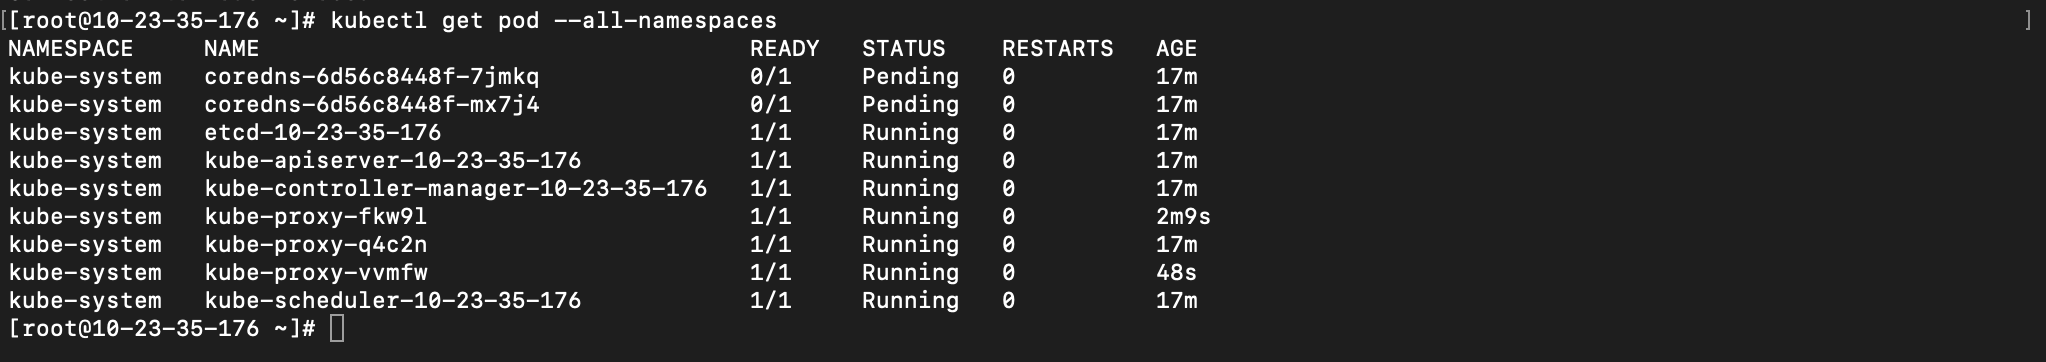 [[root@10-23-35-176 ~]# kubectl get pod --all-namespaces ]
NAMESPACE NAME READY STATUS RESTARTS AGE
kube-system coredns-6d56c8448f-7jmkq 0/1 Pending 0 17m
kube-system coredns-6d56c8448f-mx7j4 0/1 Pending 0 17m
kube-system etcd-10-23-35-176 1/1 Running 0 17m
kube-system kube-apiserver-10-23-35-176 1/1 Running 0 17m
kube-system kube-controller-manager-10-23-35-176 1/1 Running 0 17m
kube-system kube-proxy-fkw9l 1/1 Running 0 2m9s
kube-system kube-proxy-q4c2n 1/1 Running 0 17m
kube-system kube-proxy-vvmfw 1/1 Running 0 48s
kube-system kube-scheduler-10-23-35-176 1/1 Running 0 17m
[root@10-23-35-176 ~]#